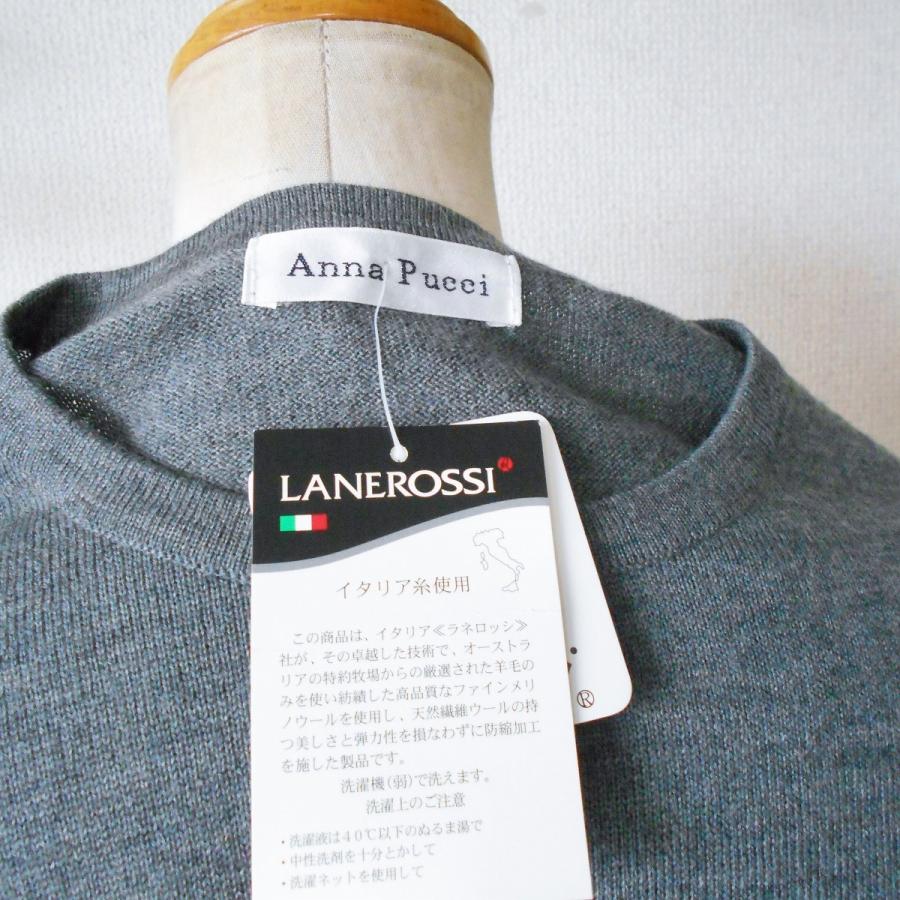 Anna Pucci
LANEROSSI
イタリア糸使用
この商品は、イタリア≪ラネロッシ≫
社が、その卓越した技術で、オーストラ
リアの特約牧場からの厳選された羊毛の
みを使い紡績した高品質なファインメリ
ノウールを使用し、天然繊維ウールの持
つ美しさと弾力性を損なわずに防縮加工
を施した製品です。
洗濯機(弱)で洗えます。
洗濯上のご注意
・洗濯液は40℃以下のぬるま湯で
・中性洗剤を十分とかして
・洗濯ネットを使用して
®